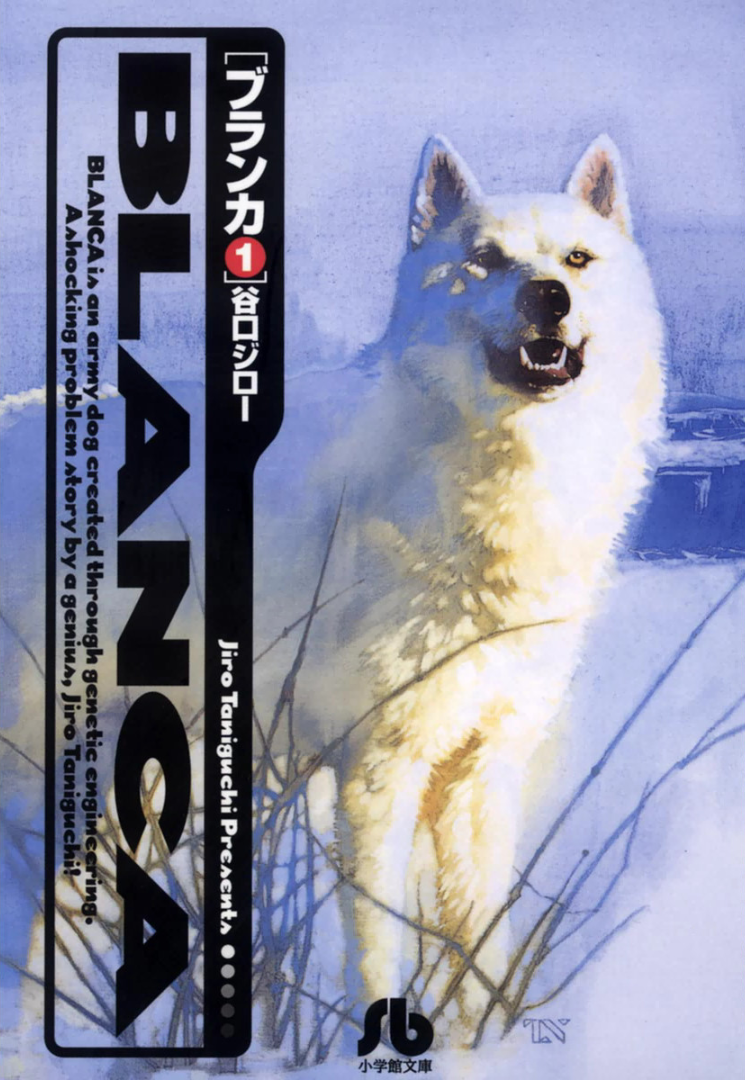 [ブランカ1]谷口ジロー
BLANCA
BLANCA is an army dog created through genetic engineering.
A shocking problem story by a genius, Jiro Taniguchi!
Jiro Taniguchi Presents
sb
小学館文庫
TN